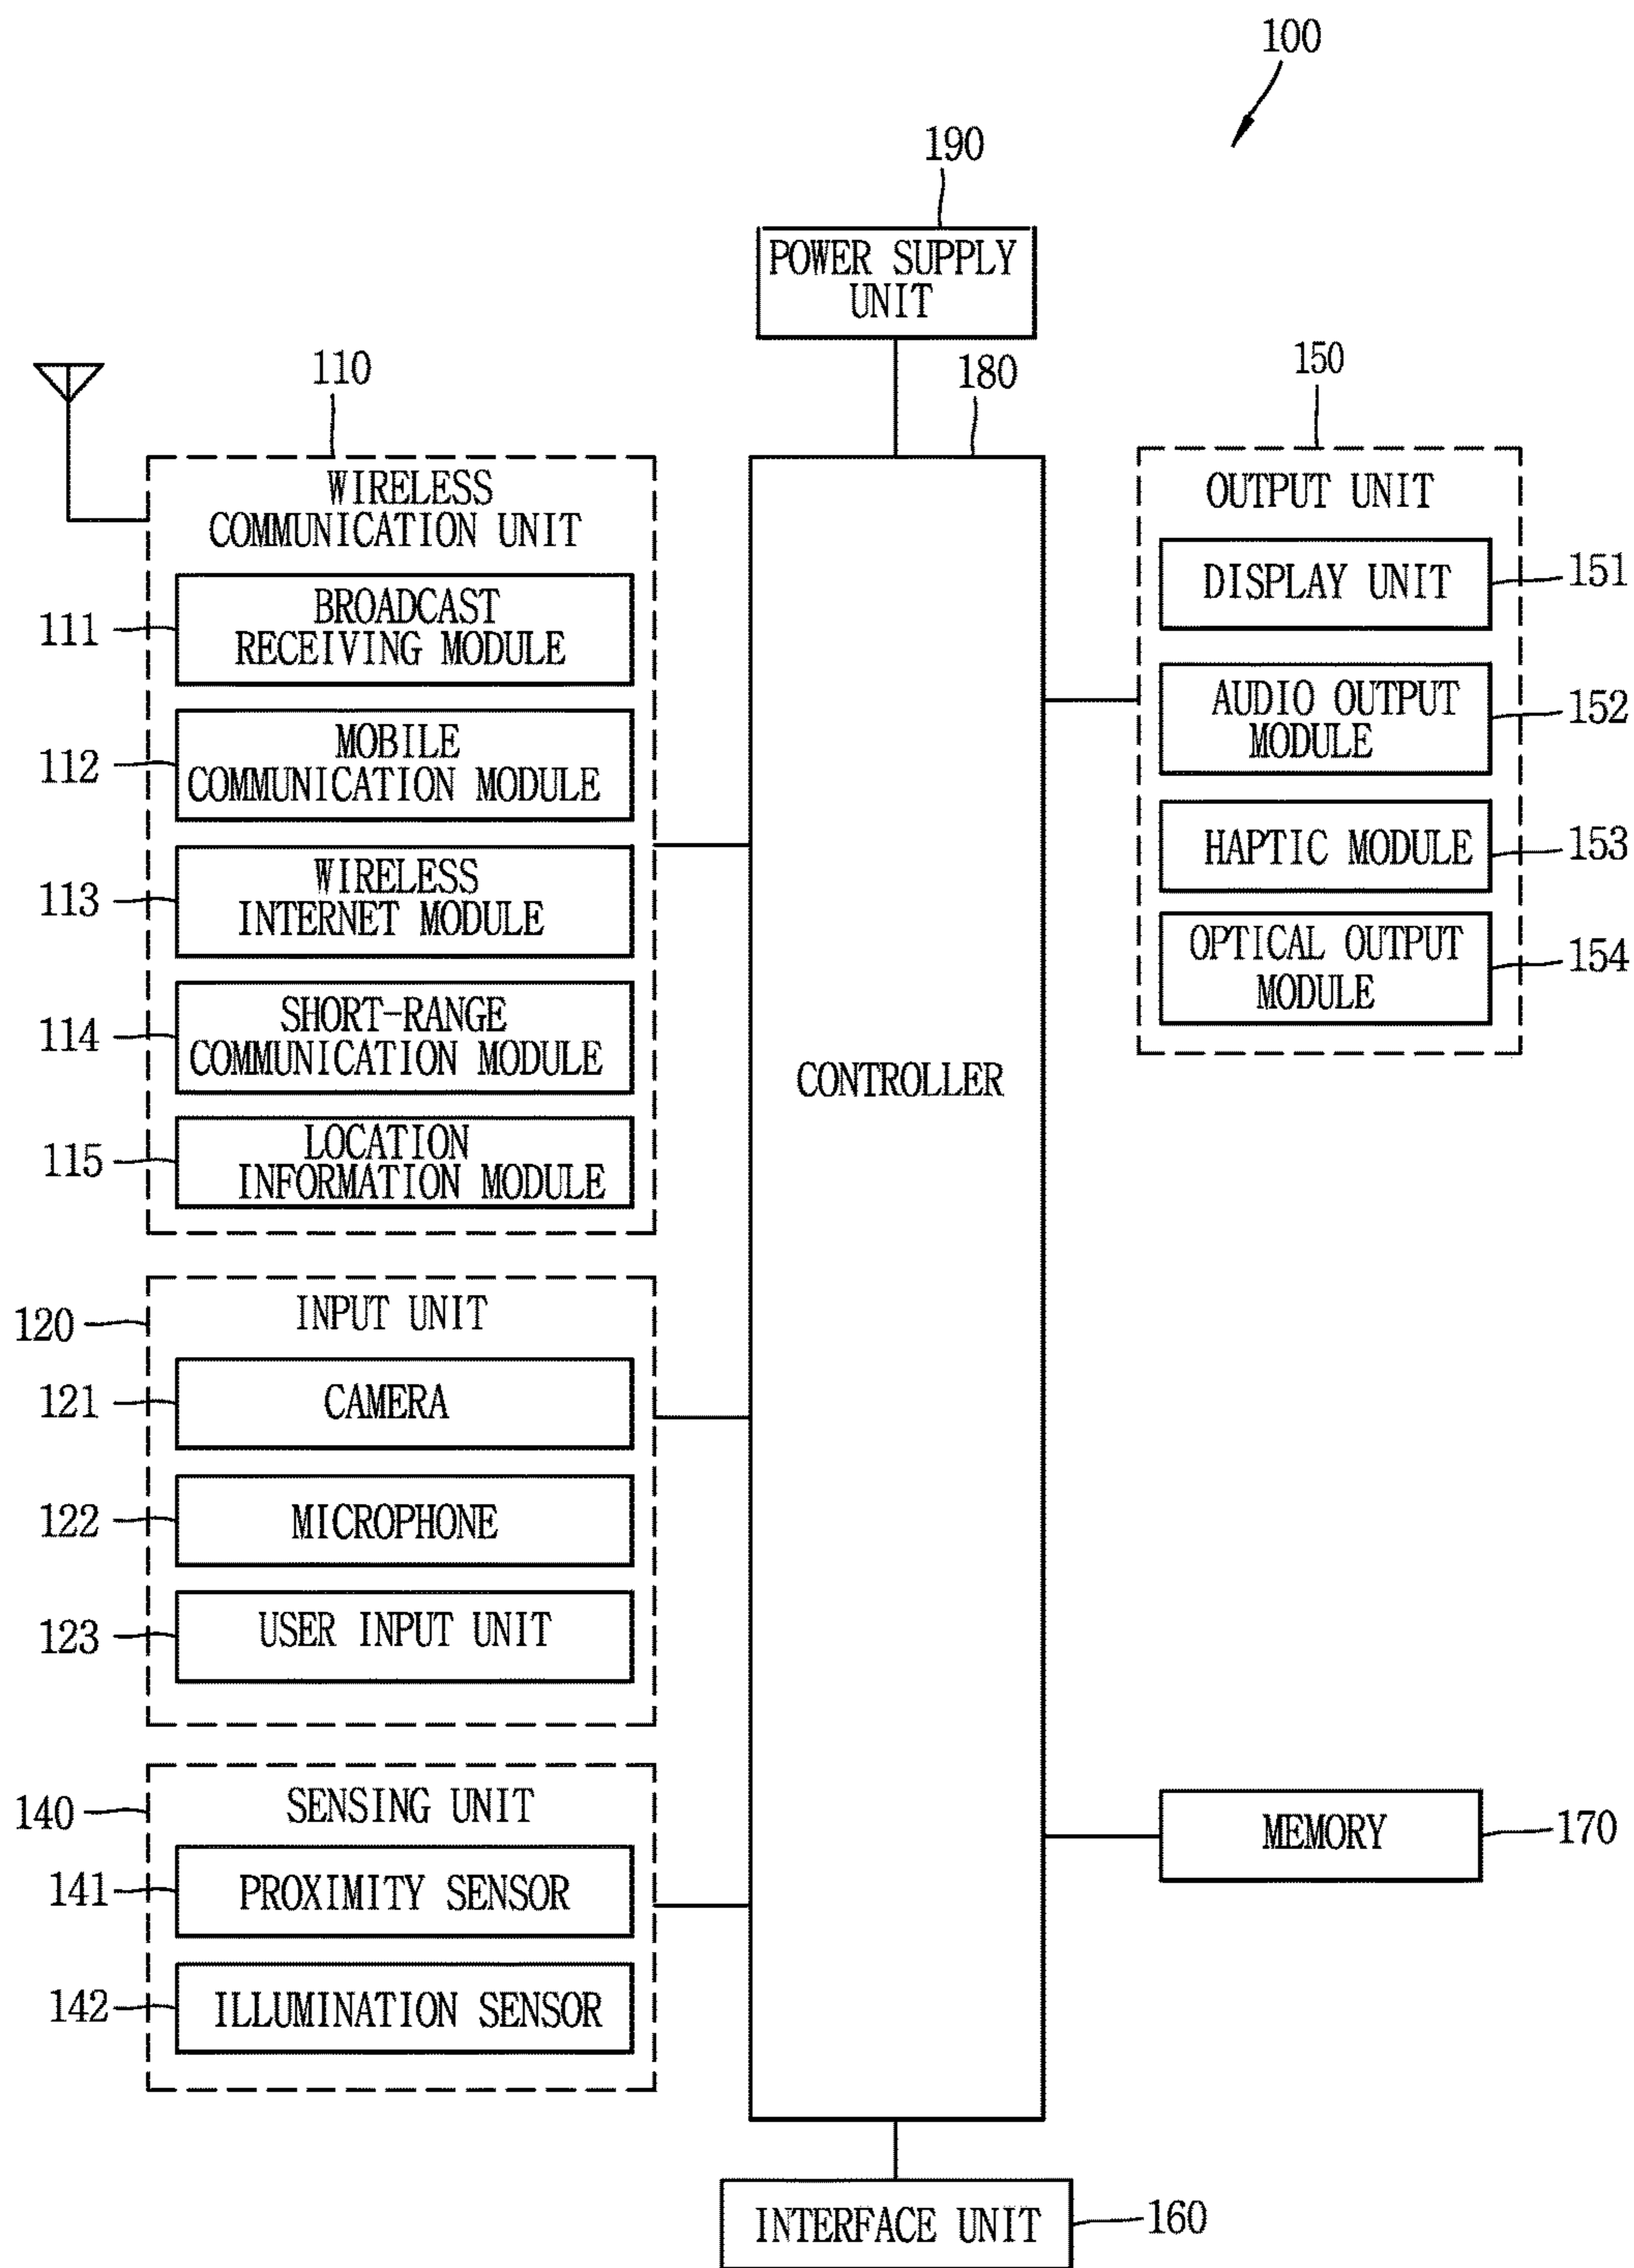 100
190
POWER SUPPLY
UNIT
110
180
150
WIRELESS
COMMUNICATION UNIT
111
BROADCAST
RECEIVING MODULE
112
MOBILE
COMMUNICATION MODULE
113
WIRELESS
INTERNET MODULE
114
SHORT-RANGE
COMMUNICATION MODULE
115
LOCATION
INFORMATION MODULE
120
INPUT UNIT
121
CAMERA
122
MICROPHONE
123
USER INPUT UNIT
140
SENSING UNIT
141
PROXIMITY SENSOR
142
ILLUMINATION SENSOR
CONTROLLER
OUTPUT UNIT
DISPLAY UNIT
151
AUDIO OUTPUT
MODULE
152
HAPTIC MODULE
153
OPTICAL OUTPUT
MODULE
154
MEMORY
170
INTERFACE UNIT
160